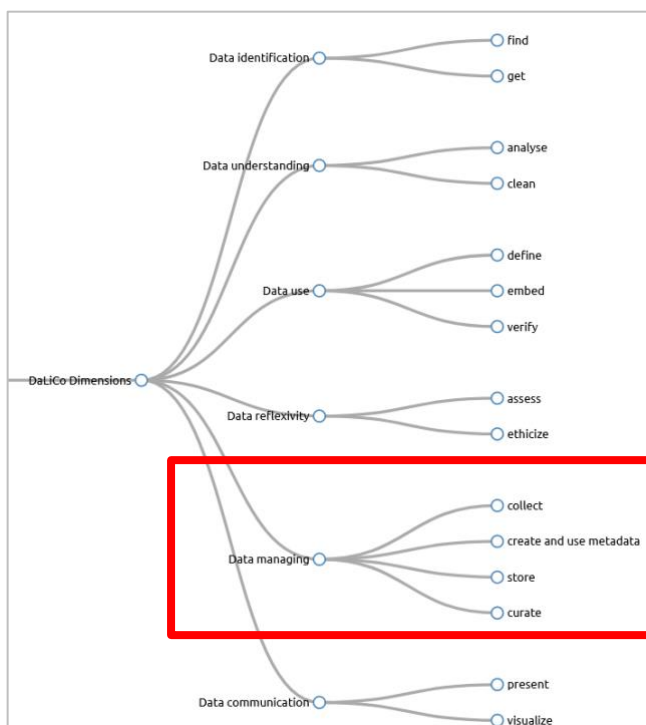 find
Data identification
get
analyse
Data understanding
clean
define
Data use
embed
verify
DaLiCo Dimensions
assess
Data reflexivity
ethicize
collect
create and use metadata
Data managing
store
curate
present
Data communication
visualize